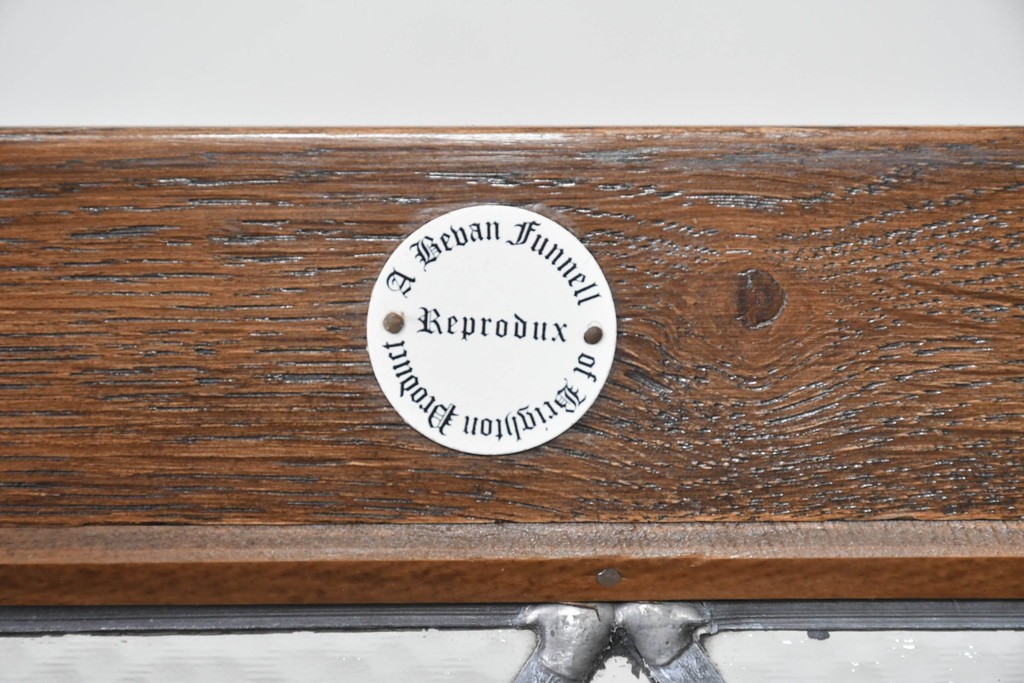 A Bevan Funnell
Reprodux
of Brighton Product